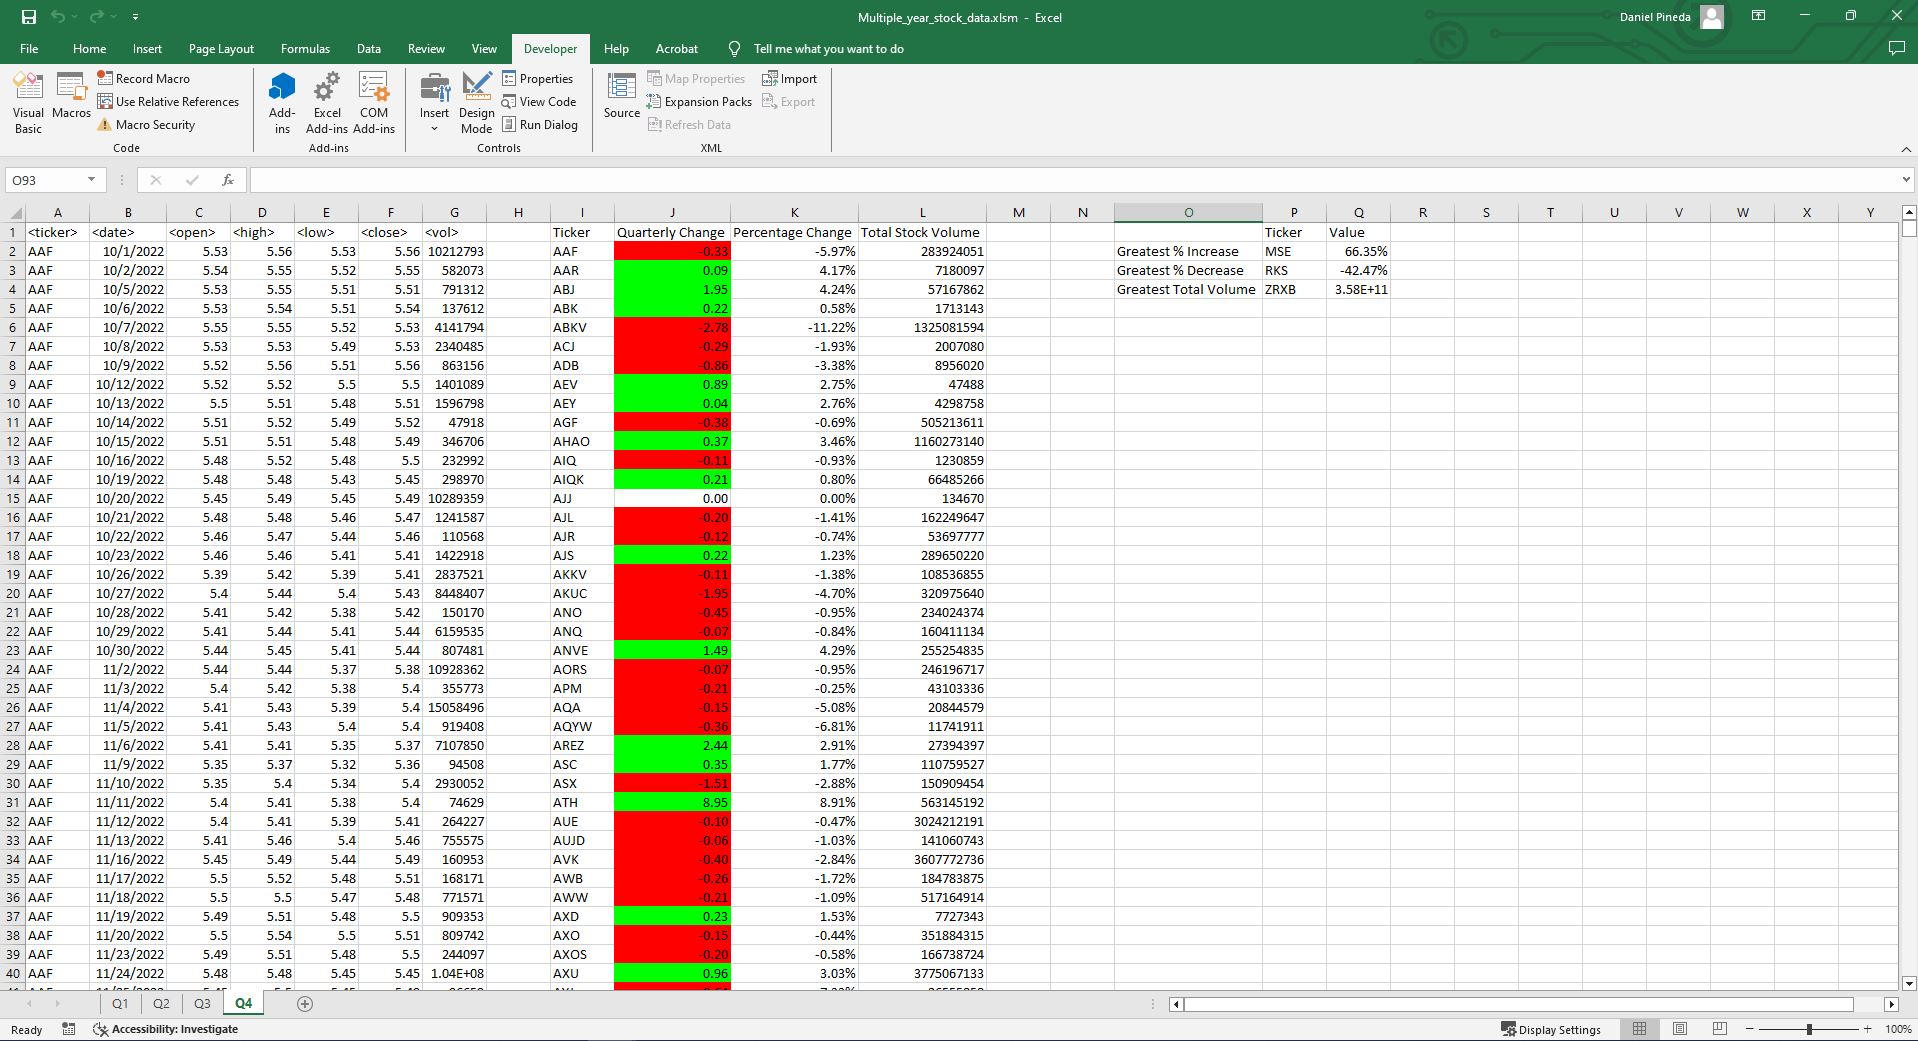 Multiple_year_stock_data.xlsm - Excel
Daniel Pineda
File Home Insert Page Layout Formulas Data Review View Developer Help Acrobat Tell me what you want to do
Visual Basic
Macros
Record Macro
Use Relative References
Macro Security
Code
Add-ins
Excel Add-ins
COM Add-ins
Add-ins
Insert
Design Mode
Properties
View Code
Run Dialog
Controls
Source
Map Properties
Expansion Packs
Refresh Data
Import
Export
XML
O93
fx
A B C D E F G H I J K L M N O P Q R S T U V W X Y
1 <ticker> <date> <open> <high> <low> <close> <vol> Ticker Quarterly Change Percentage Change Total Stock Volume Ticker Value
2 AAF 10/1/2022 5.53 5.56 5.53 5.56 10212793 AAF -0.33 -5.97% 283924051 Greatest % Increase MSE 66.35%
3 AAF 10/2/2022 5.54 5.55 5.52 5.55 582073 AAR 0.09 4.17% 7180097 Greatest % Decrease RKS -42.47%
4 AAF 10/5/2022 5.53 5.55 5.51 5.51 791312 ABJ 1.95 4.24% 57167862 Greatest Total Volume ZRXB 3.58E+11
5 AAF 10/6/2022 5.53 5.54 5.51 5.54 137612 ABK 0.22 0.58% 1713143
6 AAF 10/7/2022 5.55 5.55 5.52 5.53 4141794 ABKV -2.78 -11.22% 1325081594
7 AAF 10/8/2022 5.53 5.53 5.49 5.53 2340485 ACJ -0.29 -1.93% 2007080
8 AAF 10/9/2022 5.52 5.56 5.51 5.56 863156 ADB -0.86 -3.38% 8956020
9 AAF 10/12/2022 5.52 5.52 5.5 5.5 1401089 AEV 0.89 2.75% 47488
10 AAF 10/13/2022 5.5 5.51 5.48 5.51 1596798 AEY 0.04 2.76% 4298758
11 AAF 10/14/2022 5.51 5.52 5.49 5.52 47918 AGF -0.38 -0.69% 505213611
12 AAF 10/15/2022 5.51 5.51 5.48 5.49 346706 AHAO 0.37 3.46% 1160273140
13 AAF 10/16/2022 5.48 5.52 5.48 5.5 232992 AIQ -0.11 -0.93% 1230859
14 AAF 10/19/2022 5.48 5.48 5.43 5.45 298970 AIQK 0.21 0.80% 66485266
15 AAF 10/20/2022 5.45 5.49 5.45 5.49 10289359 AJJ 0.00 0.00% 134670
16 AAF 10/21/2022 5.48 5.48 5.46 5.47 1241587 AJL -0.20 -1.41% 162249647
17 AAF 10/22/2022 5.46 5.47 5.44 5.46 110568 AJR -0.12 -0.74% 53697777
18 AAF 10/23/2022 5.46 5.46 5.41 5.41 1422918 AJS 0.22 1.23% 289650220
19 AAF 10/26/2022 5.39 5.42 5.39 5.41 2837521 AKKV -0.11 -1.38% 108536855
20 AAF 10/27/2022 5.4 5.44 5.4 5.43 8448407 AKUC -1.95 -4.70% 320975640
21 AAF 10/28/2022 5.41 5.42 5.38 5.42 150170 ANO -0.45 -0.95% 234024374
22 AAF 10/29/2022 5.41 5.44 5.41 5.44 6159535 ANQ -0.07 -0.84% 160411134
23 AAF 10/30/2022 5.44 5.45 5.41 5.44 807481 ANVE 1.49 4.29% 255254835
24 AAF 11/2/2022 5.44 5.44 5.37 5.38 10928362 AORS -0.07 -0.95% 246196717
25 AAF 11/3/2022 5.4 5.42 5.38 5.4 355773 APM -0.21 -0.25% 43103336
26 AAF 11/4/2022 5.41 5.43 5.39 5.4 15058496 AQA -0.15 -5.08% 20844579
27 AAF 11/5/2022 5.41 5.43 5.4 5.4 919408 AQYW -0.36 -6.81% 11741911
28 AAF 11/6/2022 5.41 5.41 5.35 5.37 7107850 AREZ 2.44 2.91% 27394397
29 AAF 11/9/2022 5.35 5.37 5.32 5.36 94508 ASC 0.35 1.77% 110759527
30 AAF 11/10/2022 5.35 5.4 5.34 5.4 2930052 ASX -1.51 -2.88% 150909454
31 AAF 11/11/2022 5.4 5.41 5.38 5.4 74629 ATH 8.95 8.91% 563145192
32 AAF 11/12/2022 5.4 5.41 5.39 5.41 264227 AUE -0.10 -0.47% 3024212191
33 AAF 11/13/2022 5.41 5.46 5.4 5.46 755575 AUJD -0.06 -1.03% 141060743
34 AAF 11/16/2022 5.45 5.49 5.44 5.49 160953 AVK -0.40 -2.84% 3607772736
35 AAF 11/17/2022 5.5 5.52 5.48 5.51 168171 AWB -0.26 -1.72% 184783875
36 AAF 11/18/2022 5.5 5.5 5.47 5.48 771571 AWW -0.21 -1.09% 517164914
37 AAF 11/19/2022 5.49 5.51 5.48 5.5 909353 AXD 0.23 1.53% 7727343
38 AAF 11/20/2022 5.5 5.54 5.5 5.51 809742 AXO -0.15 -0.44% 351884315
39 AAF 11/23/2022 5.49 5.51 5.48 5.5 244097 AXOS -0.20 -0.58% 166738724
40 AAF 11/24/2022 5.48 5.48 5.45 5.45 1.04E+08 AXU 0.96 3.03% 3775067133
Q1 Q2 Q3 Q4
Ready Accessibility: Investigate Display Settings 100%